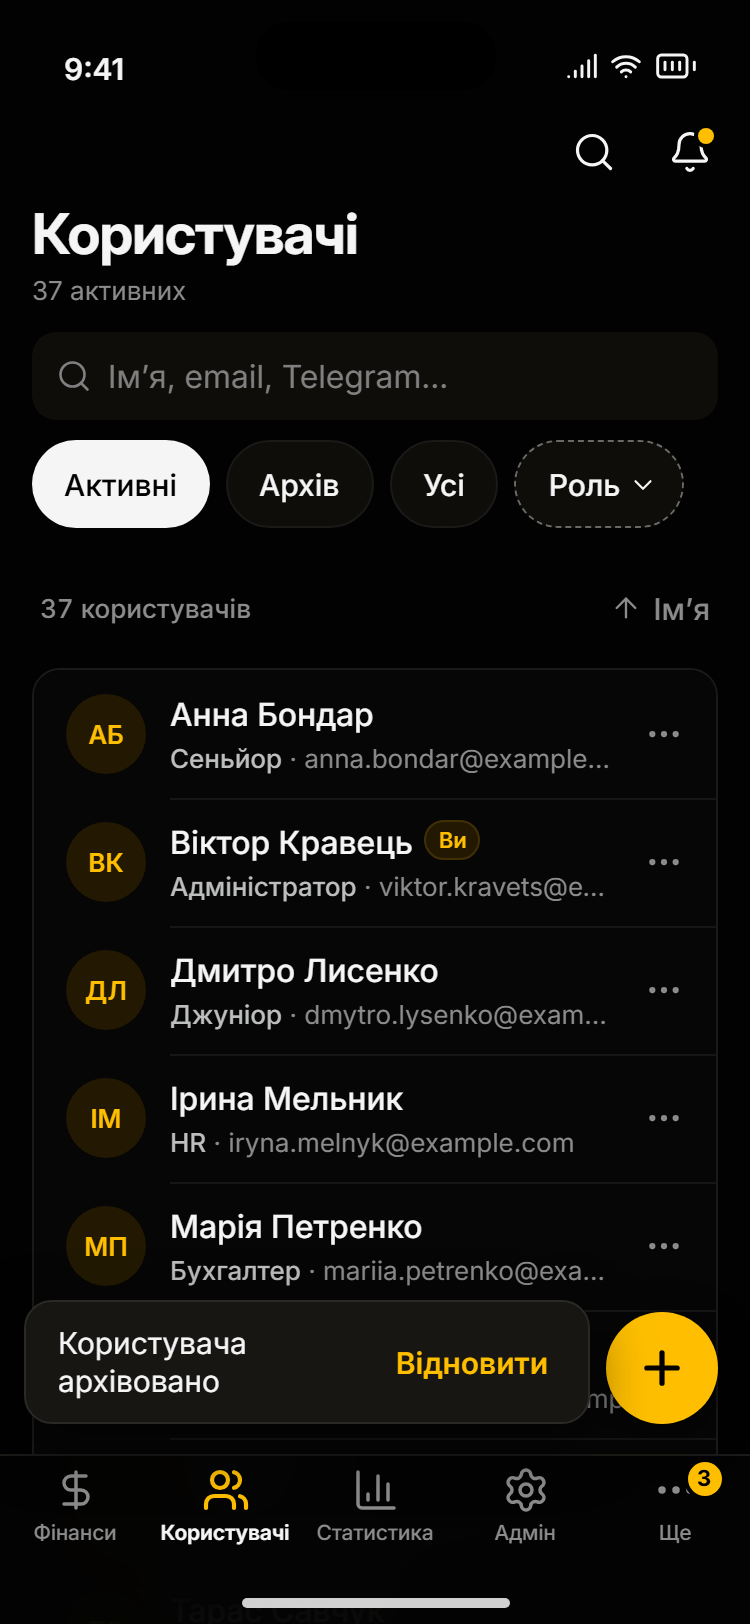 9:41
Користувачі
37 активних
Ім’я, email, Telegram...
Активні
Архів
Усі
Роль
37 користувачів
Ім’я
АБ
Анна Бондар
Сеньйор · anna.bondar@example...
ВК
Віктор Кравець
Ви
Адміністратор · viktor.kravets@e...
ДЛ
Дмитро Лисенко
Джуніор · dmytro.lysenko@exam...
ІМ
Ірина Мельник
HR · iryna.melnyk@example.com
МП
Марія Петренко
Бухгалтер · mariia.petrenko@exa...
Користувача
архівовано
Відновити
3
Фінанси
Користувачі
Статистика
Адмін
Ще
Тарас Савчук